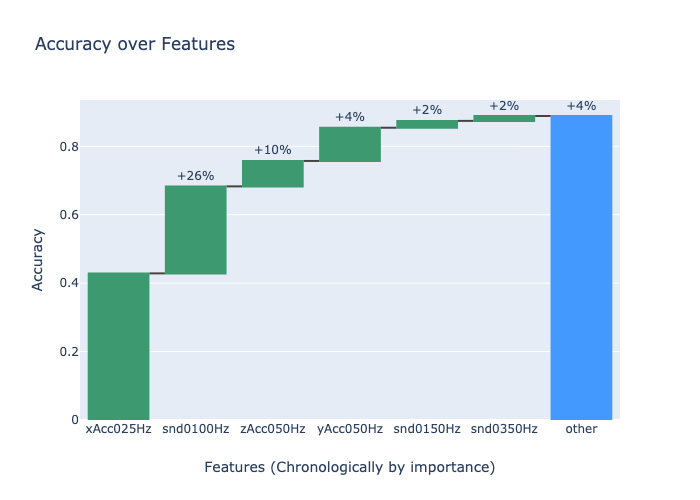 Accuracy over Features
+26%
+10%
+4%
+2%
+2%
+4%
0.8
0.6
0.4
0.2
0
Accuracy
xAcc025Hz snd0100Hz zAcc050Hz yAcc050Hz snd0150Hz snd0350Hz other
Features (Chronologically by importance)